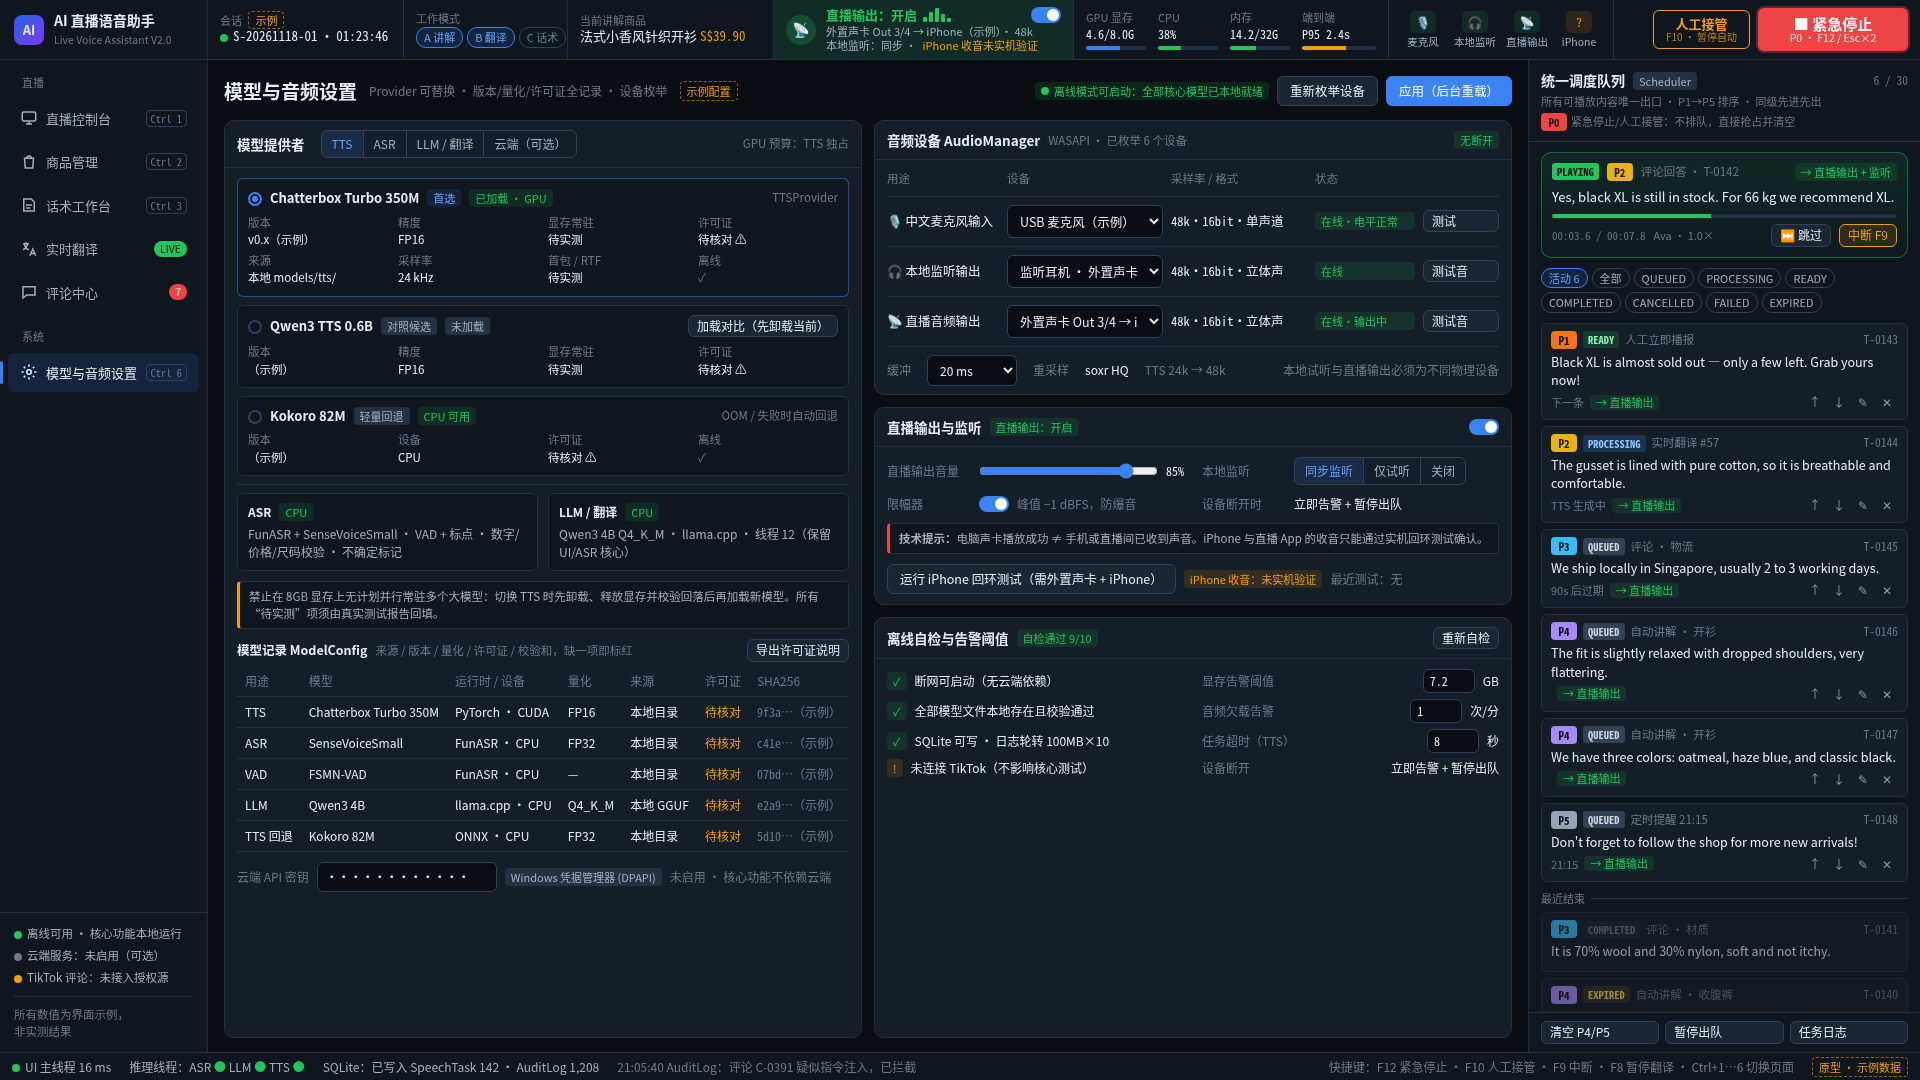 AI
AI 直播语音助手
Live Voice Assistant V2.0
会话 示例
S-20261118-01 · 01:23:46
工作模式
A 讲解 B 翻译 C 话术
当前讲解商品
法式小香风针织开衫 S$39.90
直播输出：开启
外置声卡 Out 3/4 → iPhone（示例）· 48k
本地监听：同步 · iPhone 收音未实机验证
GPU 显存
4.6/8.0G
CPU
38%
内存
14.2/32G
端到端
P95 2.4s
麦克风
本地监听
直播输出
?
iPhone
人工接管
F10 · 暂停自动
紧急停止
P0 · F12 / Esc×2
直播
直播控制台 Ctrl 1
商品管理 Ctrl 2
话术工作台 Ctrl 3
实时翻译 LIVE
评论中心 7
系统
模型与音频设置 Ctrl 6
离线可用 · 核心功能本地运行
云端服务：未启用（可选）
TikTok 评论：未接入授权源
所有数值为界面示例，
非实测结果
模型与音频设置 Provider 可替换 · 版本/量化/许可证全记录 · 设备枚举 示例配置
离线模式可启动：全部核心模型已本地就绪 重新枚举设备 应用（后台重载）
模型提供者 TTS ASR LLM / 翻译 云端（可选） GPU 预算：TTS 独占
Chatterbox Turbo 350M 首选 已加载 · GPU TTSProvider
版本 精度 显存常驻 许可证
v0.x（示例） FP16 待实测 待核对 ⚠
来源 采样率 首包 / RTF 离线
本地 models/tts/ 24 kHz 待实测 ✓
Qwen3 TTS 0.6B 对照候选 未加载 加载对比（先卸载当前）
版本 精度 显存常驻 许可证
（示例） FP16 待实测 待核对 ⚠
Kokoro 82M 轻量回退 CPU 可用 OOM / 失败时自动回退
版本 设备 许可证 离线
（示例） CPU 待核对 ⚠ ✓
ASR CPU
FunASR + SenseVoiceSmall · VAD + 标点 · 数字/
价格/尺码校验 · 不确定标记
LLM / 翻译 CPU
Qwen3 4B Q4_K_M · llama.cpp · 线程 12（保留
UI/ASR 核心）
禁止在 8GB 显存上无计划并行常驻多个大模型：切换 TTS 时先卸载、释放显存并校验回落后再加载新模型。所有
“待实测”项须由真实测试报告回填。
模型记录 ModelConfig 来源 / 版本 / 量化 / 许可证 / 校验和，缺一项即标红 导出许可证说明
用途 模型 运行时 / 设备 量化 来源 许可证 SHA256
TTS Chatterbox Turbo 350M PyTorch · CUDA FP16 本地目录 待核对 9f3a…（示例）
ASR SenseVoiceSmall FunASR · CPU FP32 本地目录 待核对 c41e…（示例）
VAD FSMN-VAD FunASR · CPU — 本地目录 待核对 07bd…（示例）
LLM Qwen3 4B llama.cpp · CPU Q4_K_M 本地 GGUF 待核对 e2a9…（示例）
TTS 回退 Kokoro 82M ONNX · CPU FP32 本地目录 待核对 5d10…（示例）
云端 API 密钥 •••••••••••• Windows 凭据管理器 (DPAPI) 未启用 · 核心功能不依赖云端
音频设备 AudioManager WASAPI · 已枚举 6 个设备 无断开
用途 设备 采样率 / 格式 状态
中文麦克风输入 USB 麦克风（示例） 48k·16bit·单声道 在线·电平正常 测试
本地监听输出 监听耳机 · 外置声卡 48k·16bit·立体声 在线 测试音
直播音频输出 外置声卡 Out 3/4 → i 48k·16bit·立体声 在线·输出中 测试音
缓冲 20 ms 重采样 soxr HQ TTS 24k → 48k 本地试听与直播输出必须为不同物理设备
直播输出与监听 直播输出：开启
直播输出音量 85% 本地监听 同步监听 仅试听 关闭
限幅器 峰值 −1 dBFS，防爆音 设备断开时 立即告警 + 暂停出队
技术提示：电脑声卡播放成功 ≠ 手机或直播间已收到声音。iPhone 与直播 App 的收音只能通过实机回环测试确认。
运行 iPhone 回环测试（需外置声卡 + iPhone） iPhone 收音：未实机验证 最近测试：无
离线自检与告警阈值 自检通过 9/10 重新自检
✓ 断网可启动（无云端依赖） 显存告警阈值 7.2 GB
✓ 全部模型文件本地存在且校验通过 音频欠载告警 1 次/分
✓ SQLite 可写 · 日志轮转 100MB×10 任务超时（TTS） 8 秒
! 未连接 TikTok（不影响核心测试） 设备断开 立即告警 + 暂停出队
统一调度队列 Scheduler 6 / 30
所有可播放内容唯一出口 · P1→P5 排序 · 同级先进先出
P0 紧急停止/人工接管：不排队，直接抢占并清空
PLAYING P2 评论回答 · T-0142 → 直播输出 + 监听
Yes, black XL is still in stock. For 66 kg we recommend XL.
00:03.6 / 00:07.8 Ava · 1.0× ⏩ 跳过 中断 F9
活动 6 全部 QUEUED PROCESSING READY
COMPLETED CANCELLED FAILED EXPIRED
P1 READY 人工立即播报 T-0143
Black XL is almost sold out — only a few left. Grab yours
now!
下一条 → 直播输出 ↑ ↓ ✎ ✕
P2 PROCESSING 实时翻译 #57 T-0144
The gusset is lined with pure cotton, so it is breathable and
comfortable.
TTS 生成中 → 直播输出 ↑ ↓ ✎ ✕
P3 QUEUED 评论 · 物流 T-0145
We ship locally in Singapore, usually 2 to 3 working days.
90s 后过期 → 直播输出 ↑ ↓ ✎ ✕
P4 QUEUED 自动讲解 · 开衫 T-0146
The fit is slightly relaxed with dropped shoulders, very
flattering.
→ 直播输出 ↑ ↓ ✎ ✕
P4 QUEUED 自动讲解 · 开衫 T-0147
We have three colors: oatmeal, haze blue, and classic black.
→ 直播输出 ↑ ↓ ✎ ✕
P5 QUEUED 定时提醒 21:15 T-0148
Don't forget to follow the shop for more new arrivals!
21:15 → 直播输出 ↑ ↓ ✎ ✕
最近结束
P3 COMPLETED 评论 · 材质 T-0141
It is 70% wool and 30% nylon, soft and not itchy.
P4 EXPIRED 自动讲解 · 收腹裤 T-0140
清空 P4/P5 暂停出队 任务日志
UI 主线程 16 ms 推理线程：ASR LLM TTS SQLite：已写入 SpeechTask 142 · AuditLog 1,208 21:05:40 AuditLog：评论 C-0391 疑似指令注入，已拦截
快捷键：F12 紧急停止 · F10 人工接管 · F9 中断 · F8 暂停翻译 · Ctrl+1…6 切换页面 原型 · 示例数据